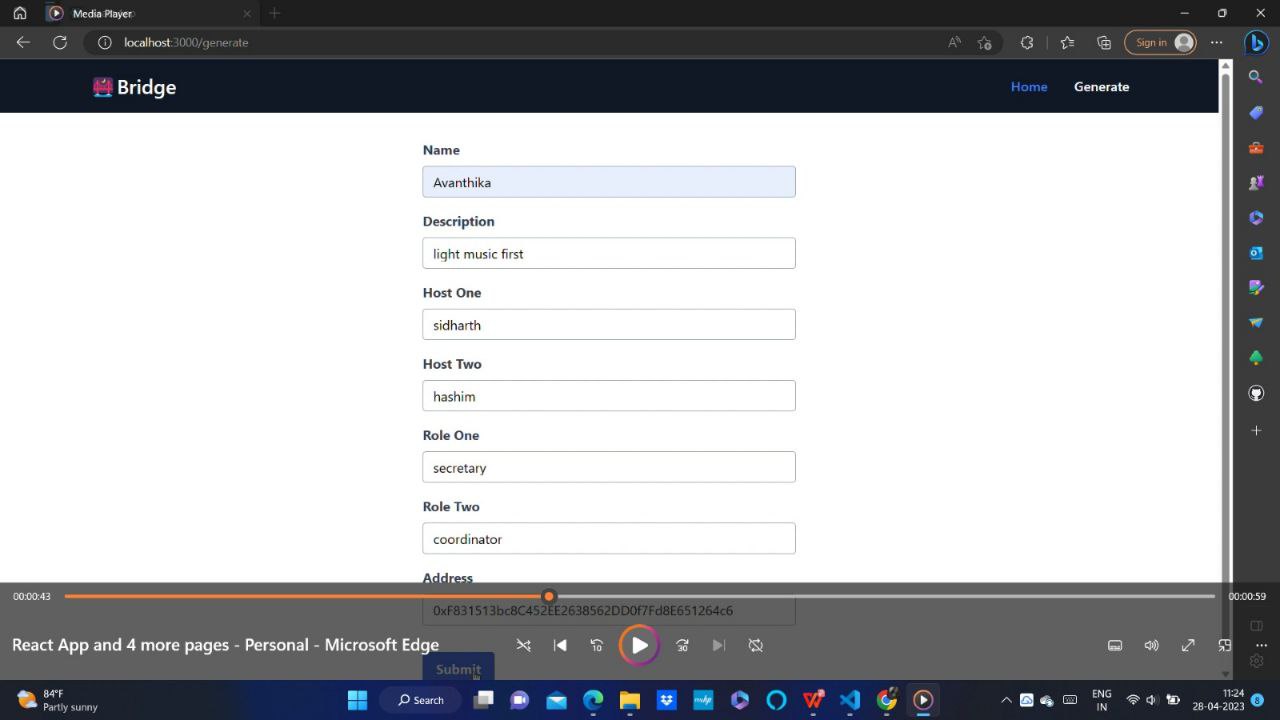 Media Player
localhost:3000/generate
Sign in
Bridge
Home
Generate
Name
Avanthika
Description
light music first
Host One
sidharth
Host Two
hashim
Role One
secretary
Role Two
coordinator
Address
0xF831513bc8C452EE2638562DD0f7Fd8E651264c6
00:00:43
00:00:59
React App and 4 more pages - Personal - Microsoft Edge
10
30
Submit
84°F
Partly sunny
Search
ENG
IN
11:24
28-04-2023
8